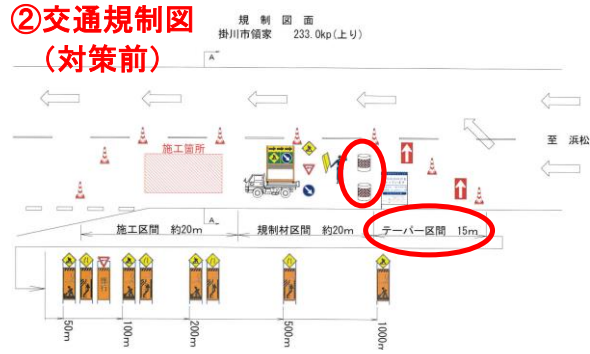 ②交通規制図
（対策前）
規制図面
掛川市領家　233.0kp(上り)
A
至 浜松
施工箇所
A
施工区間 約20m
規制材区間 約20m
テーパー区間 15m
徐行
50m
100m
200m
500m
1000m